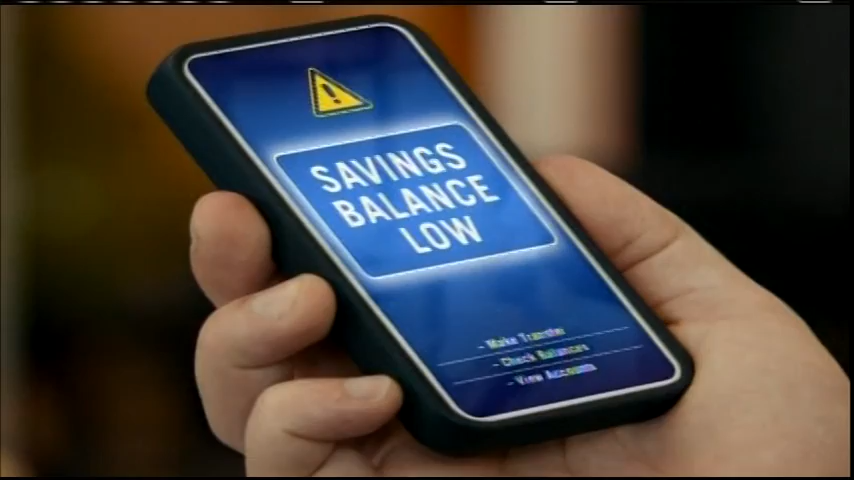 !
SAVINGS
BALANCE
LOW
- Make Transfer
- Check Balances
- View Accounts